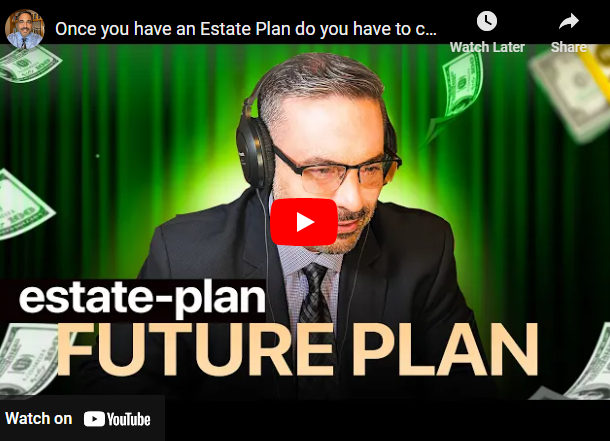 Once you have an Estate Plan do you have to c...
Watch Later
Share
estate-plan
FUTURE PLAN
Watch on YouTube